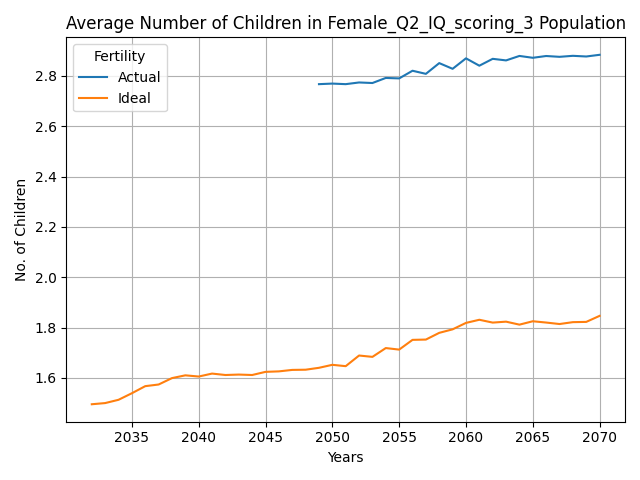 Average Number of Children in Female_Q2_IQ_scoring_3 Population
Fertility
Actual
Ideal
No. of Children
2.8
2.6
2.4
2.2
2.0
1.8
1.6
2035 2040 2045 2050 2055 2060 2065 2070
Years